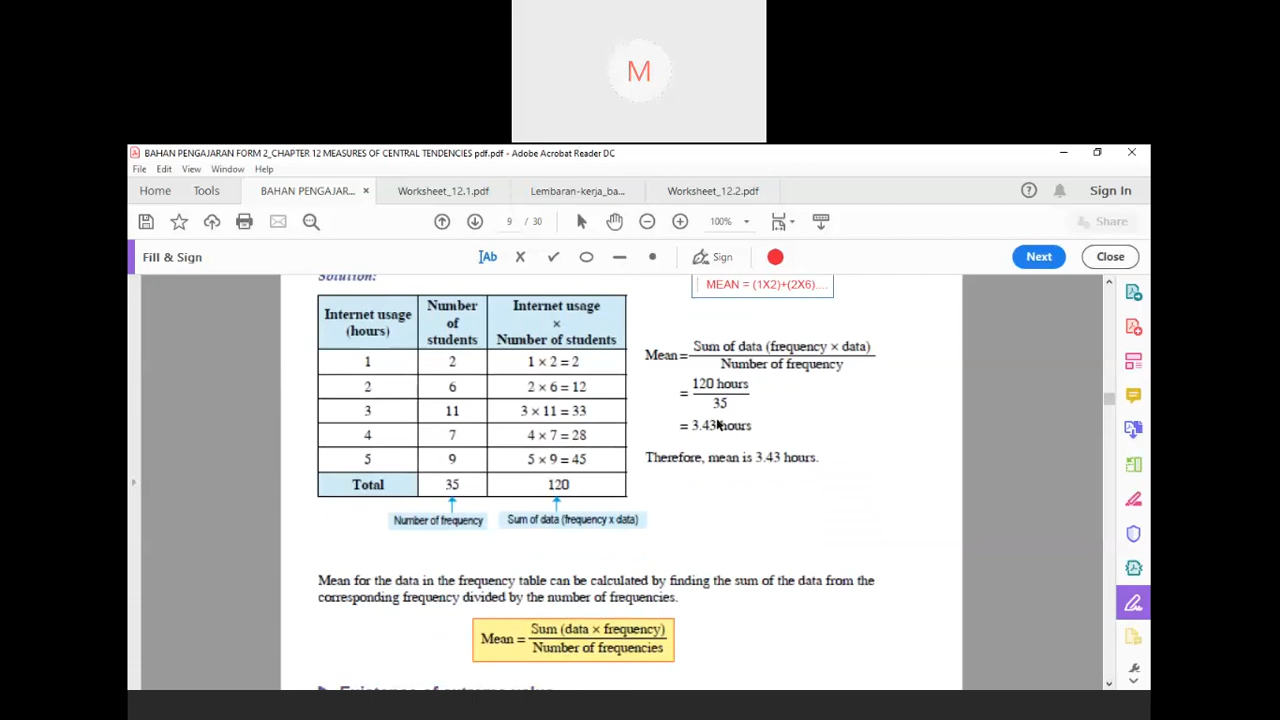 M
BAHAN PENGAJARAN FORM 2_CHAPTER 12 MEASURES OF CENTRAL TENDENCIES pdf.pdf - Adobe Acrobat Reader DC
File Edit View Window Help
Home Tools BAHAN PENGAJAR... × Worksheet_12.1.pdf Lembaran-kerja_ba... Worksheet_12.2.pdf Sign In
9 / 30 100% Share
Fill & Sign Ab Sign Next Close
Solution:
MEAN = (1X2)+(2X6)....
Internet usage (hours)
Number of students
Internet usage × Number of students
1 2 1 × 2 = 2
2 6 2 × 6 = 12
3 11 3 × 11 = 33
4 7 4 × 7 = 28
5 9 5 × 9 = 45
Total 35 120
Number of frequency Sum of data (frequency x data)
Mean = Sum of data (frequency × data)
Number of frequency
= 120 hours
35
= 3.43 hours
Therefore, mean is 3.43 hours.
Mean for the data in the frequency table can be calculated by finding the sum of the data from the
corresponding frequency divided by the number of frequencies.
Mean = Sum (data × frequency)
Number of frequencies
Existence of extreme value